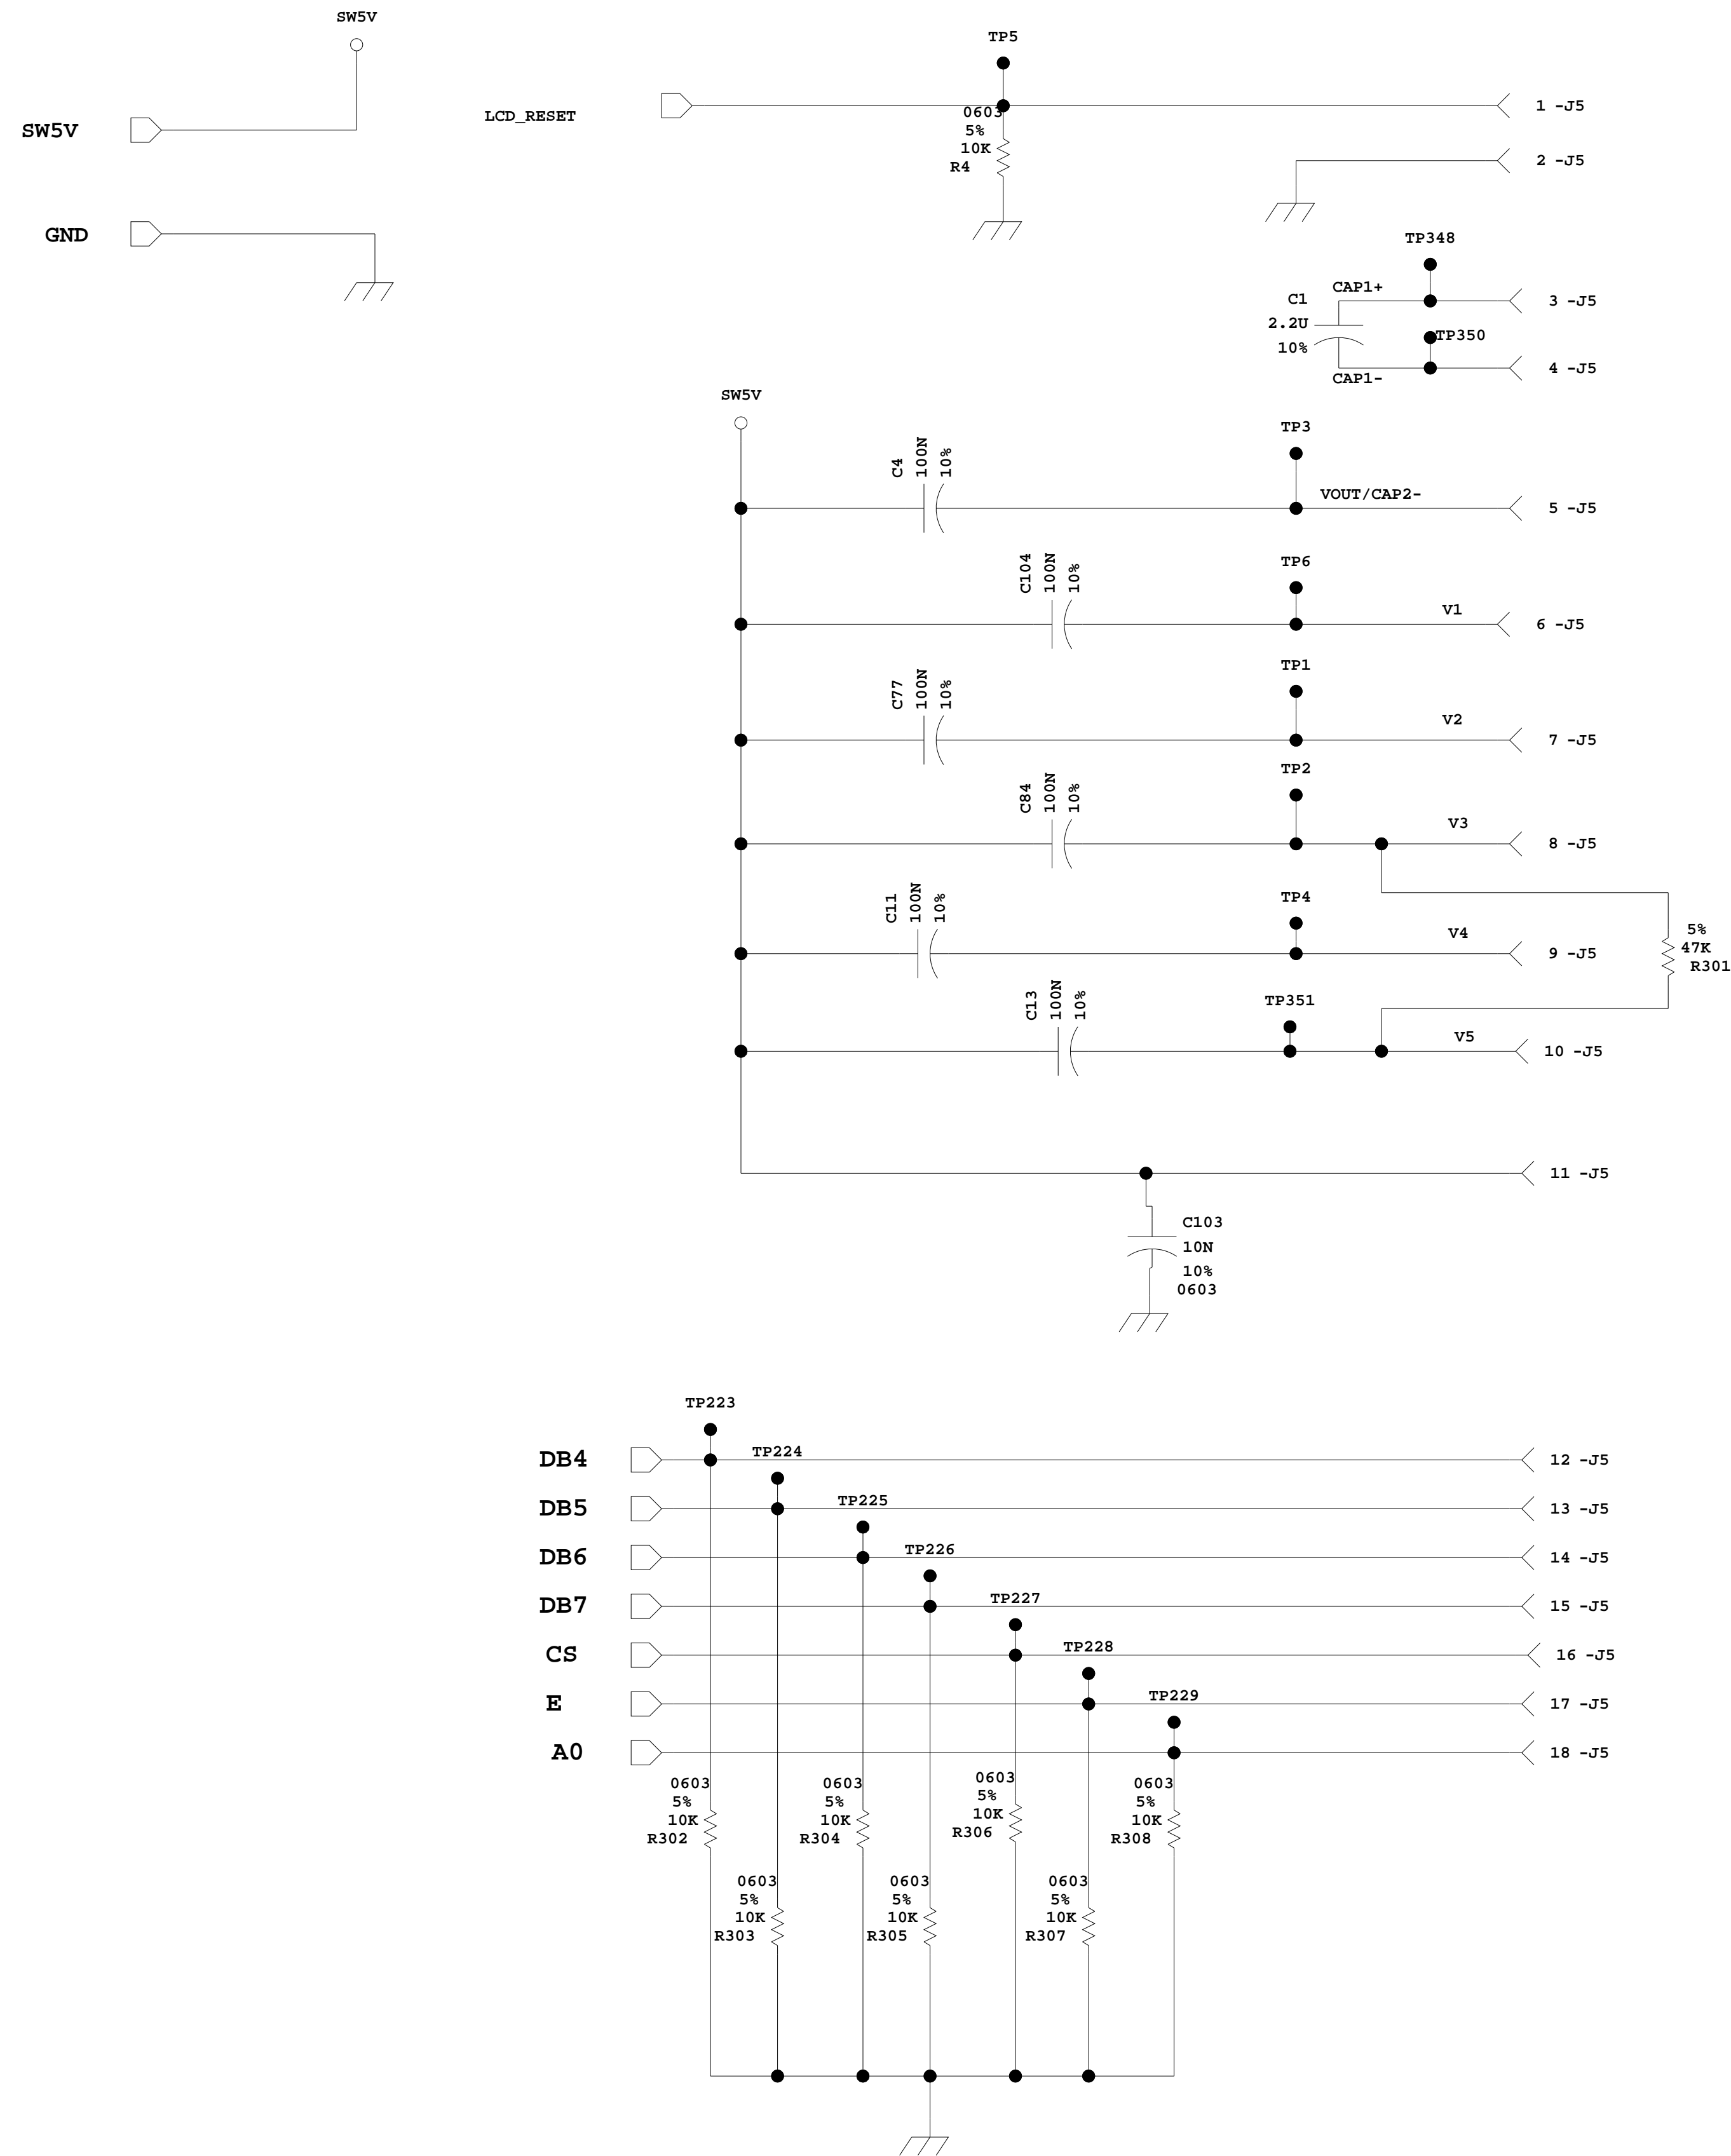 SW5V
SW5V
GND
LCD_RESET
TP5
0603
5%
10K
R4
1 -J5
2 -J5
TP348
CAP1+
C1
2.2U
10%
3 -J5
TP350
CAP1-
4 -J5
SW5V
C4
100N
10%
TP3
VOUT/CAP2-
5 -J5
C104
100N
10%
TP6
V1
6 -J5
C77
100N
10%
TP1
V2
7 -J5
C84
100N
10%
TP2
V3
8 -J5
C11
100N
10%
TP4
V4
9 -J5
5%
47K
R301
C13
100N
10%
TP351
V5
10 -J5
11 -J5
C103
10N
10%
0603
TP223
DB4
12 -J5
TP224
DB5
13 -J5
TP225
DB6
14 -J5
TP226
DB7
15 -J5
TP227
CS
16 -J5
TP228
E
17 -J5
TP229
A0
18 -J5
0603
5%
10K
R302
0603
5%
10K
R304
0603
5%
10K
R306
0603
5%
10K
R308
0603
5%
10K
R303
0603
5%
10K
R305
0603
5%
10K
R307